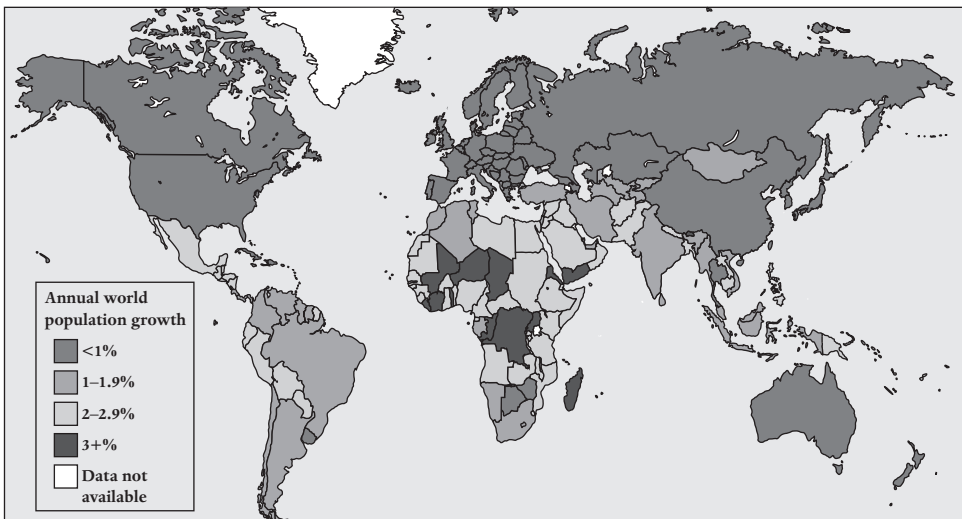 Annual world
population growth
<1%
1–1.9%
2–2.9%
3+%
Data not
available